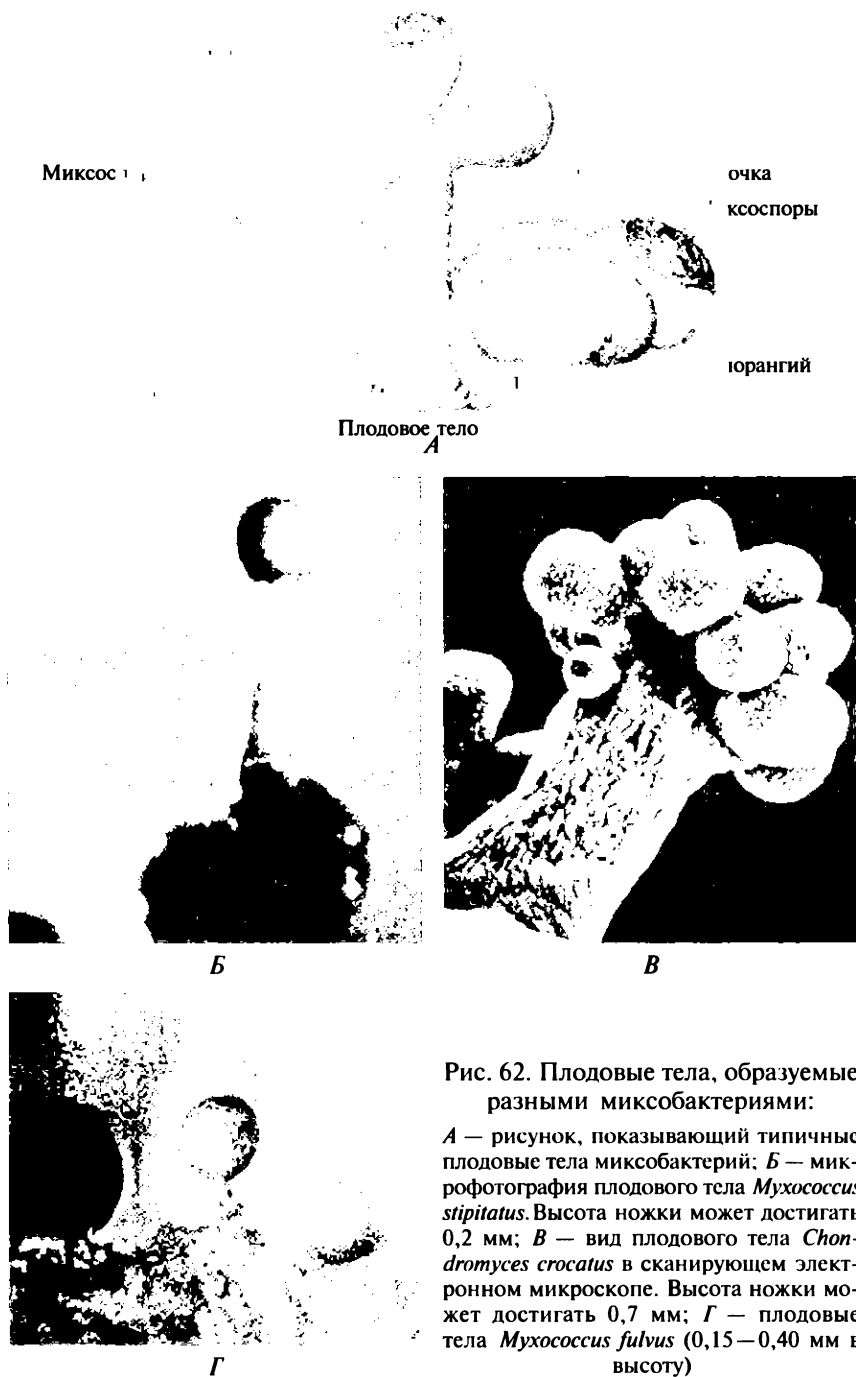 Миксос
очка
ксоспоры
орангий
Плодовое тело
А
Б
В
Г
Рис. 62. Плодовые тела, образуемые
разными миксобактериями:
А — рисунок, показывающий типичные
плодовые тела миксобактерий; Б — мик-
рофотография плодового тела Myxococcus
stipitatus. Высота ножки может достигать
0,2 мм; В — вид плодового тела Chon-
dromyces crocatus в сканирующем элект-
ронном микроскопе. Высота ножки мо-
жет достигать 0,7 мм; Г — плодовые
тела Myxococcus fulvus (0,15—0,40 мм в
высоту)